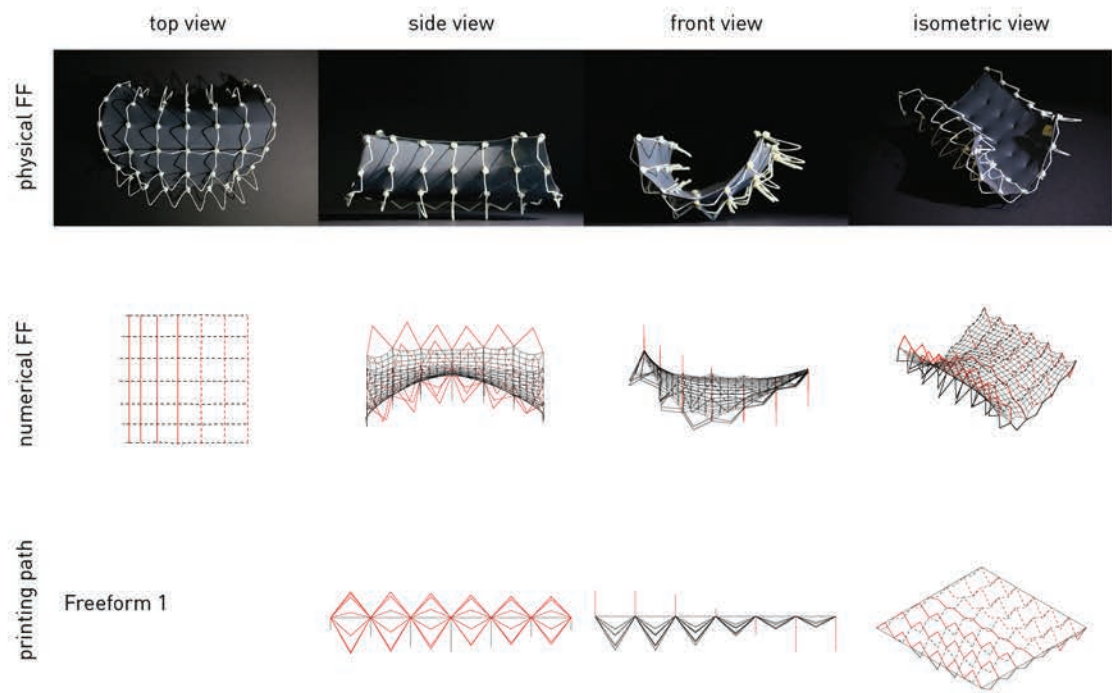 top view
side view
front view
isometric view
physical FF
numerical FF
printing path
Freeform 1